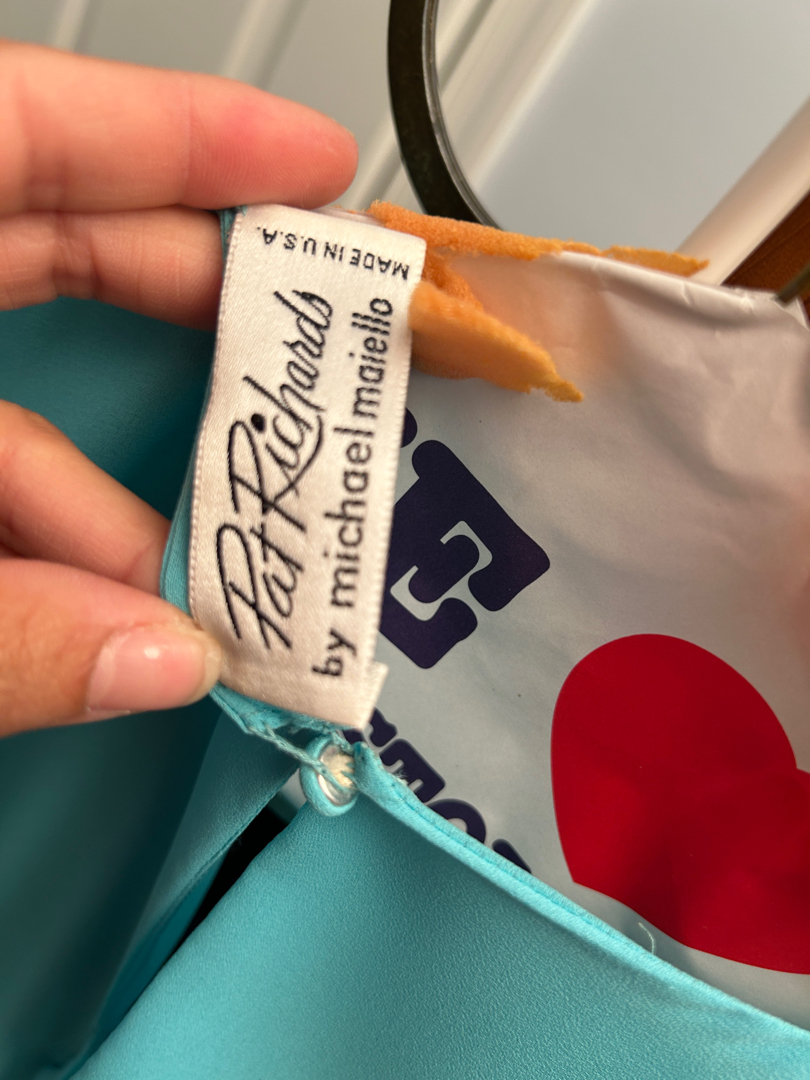 Pat Richards
by michael maiello
MADE IN U.S.A.
E